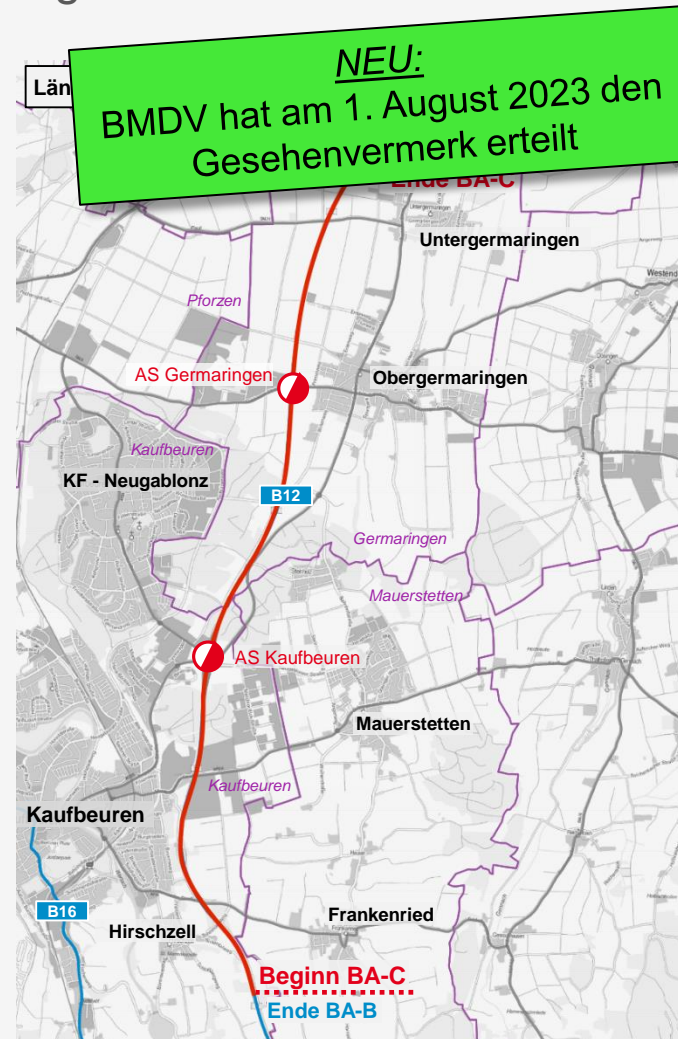 NEU:
BMDV hat am 1. August 2023 den
Gesehenvermerk erteilt
Län
Ende BA-C
Untergermaringen
Pforzen
AS Germaringen
Obergermaringen
Kaufbeuren
KF - Neugablonz
B12
Germaringen
Mauerstetten
AS Kaufbeuren
Mauerstetten
Kaufbeuren
Kaufbeuren
B16
Frankenried
Hirschzell
Beginn BA-C
Ende BA-B